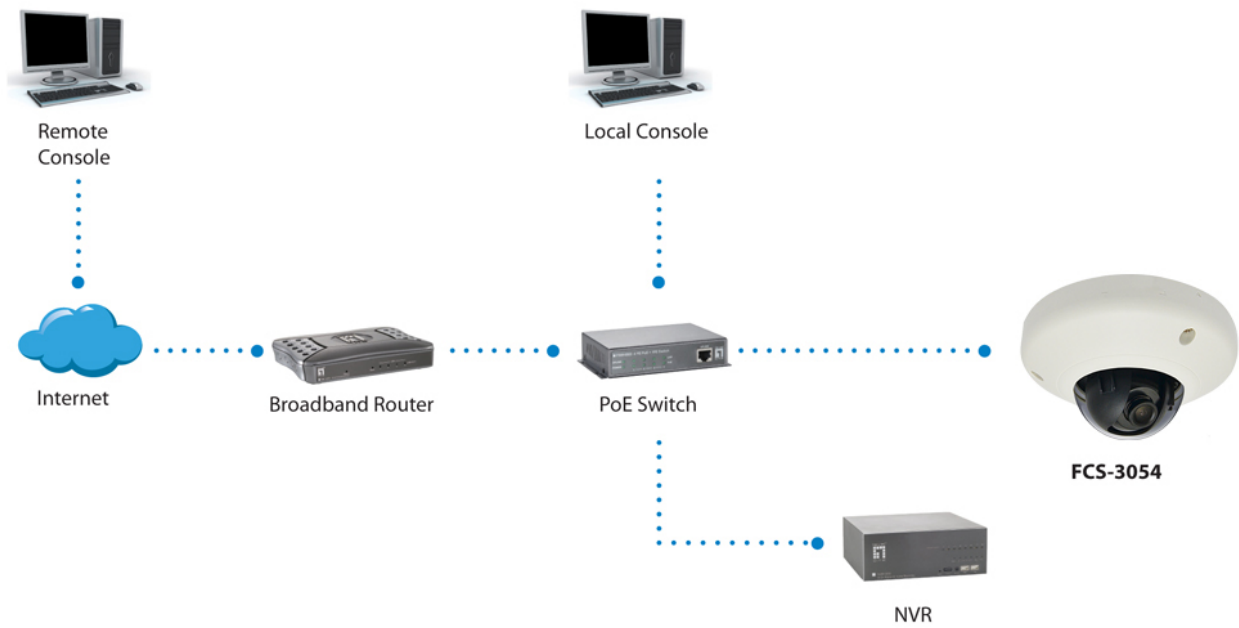 Remote
Console
Local Console
Internet
Broadband Router
PoE Switch
FCS-3054
NVR